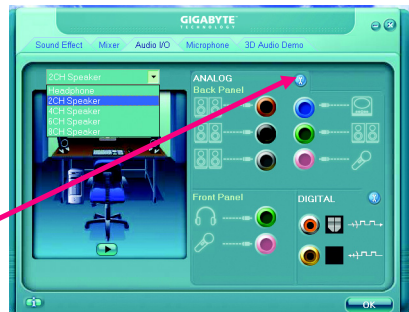 GIGABYTE
TECHNOLOGY
Sound Effect Mixer Audio I/O Microphone 3D Audio Demo
2CH Speaker
Headphone
2CH Speaker
4CH Speaker
6CH Speaker
8CH Speaker
ANALOG
Back Panel
Front Panel
DIGITAL
OK